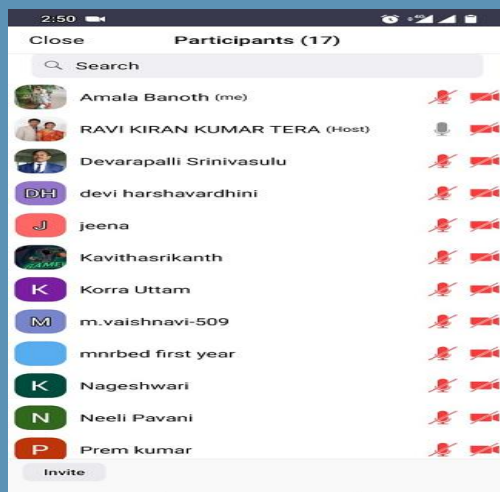 2:50
Close Participants (17)
Search
Amala Banoth (me)
RAVI KIRAN KUMAR TERA (Host)
Devarapalli Srinivasulu
DH devi harshavardhini
J jeena
Kavithasrikanth
K Korra Uttam
M m.vaishnavi-509
mnrbed first year
K Nageshwari
N Neeli Pavani
P Prem kumar
Invite